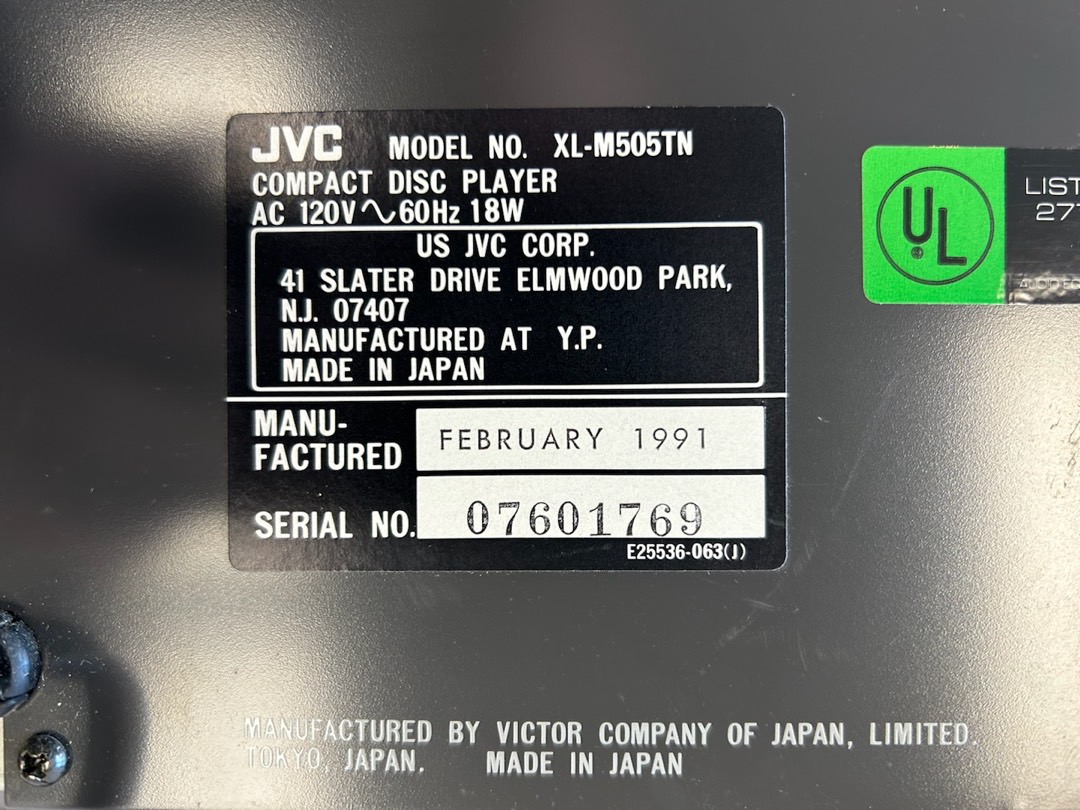 JVC MODEL NO. XL-M505TN
COMPACT DISC PLAYER
AC 120V ∿ 60Hz 18W
US JVC CORP.
41 SLATER DRIVE ELMWOOD PARK,
N.J. 07407
MANUFACTURED AT Y.P.
MADE IN JAPAN
MANU-
FACTURED
FEBRUARY 1991
SERIAL NO. 07601769
E25536-063(J)
UL
MANUFACTURED BY VICTOR COMPANY OF JAPAN, LIMITED.
TOKYO, JAPAN. MADE IN JAPAN